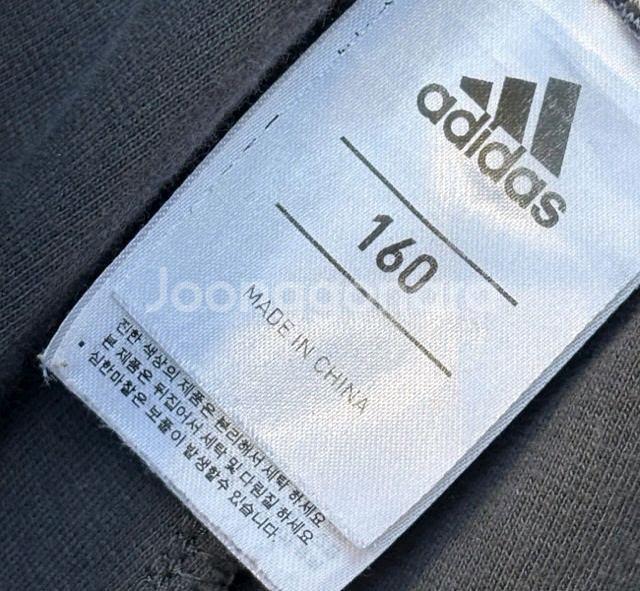 adidas
160
MADE IN CHINA
진한 색상의 제품은 분리해서 세탁 하세요
본 제품은 뒤집어서 세탁 및 다림질 하세요
· 심한마찰은 보풀이 발생할수 있습니다
Joonggonara